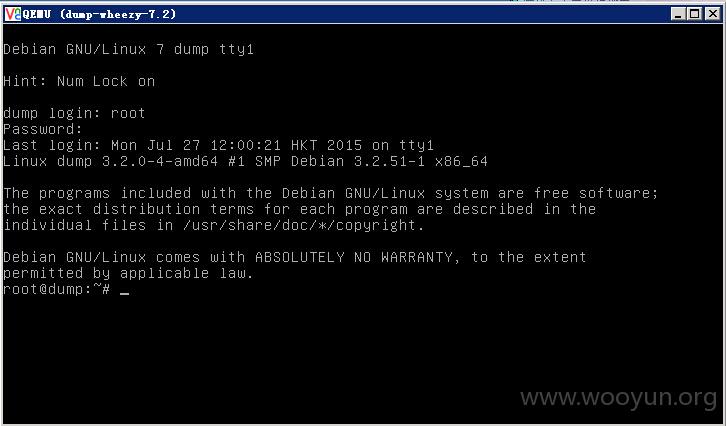 QEMU (dump-wheezy-7.2)
Debian GNU/Linux 7 dump tty1
Hint: Num Lock on
dump login: root
Password:
Last login: Mon Jul 27 12:00:21 HKT 2015 on tty1
Linux dump 3.2.0-4-amd64 #1 SMP Debian 3.2.51-1 x86_64
The programs included with the Debian GNU/Linux system are free software;
the exact distribution terms for each program are described in the
individual files in /usr/share/doc/*/copyright.
Debian GNU/Linux comes with ABSOLUTELY NO WARRANTY, to the extent
permitted by applicable law.
root@dump:~# _
www.wooyun.org